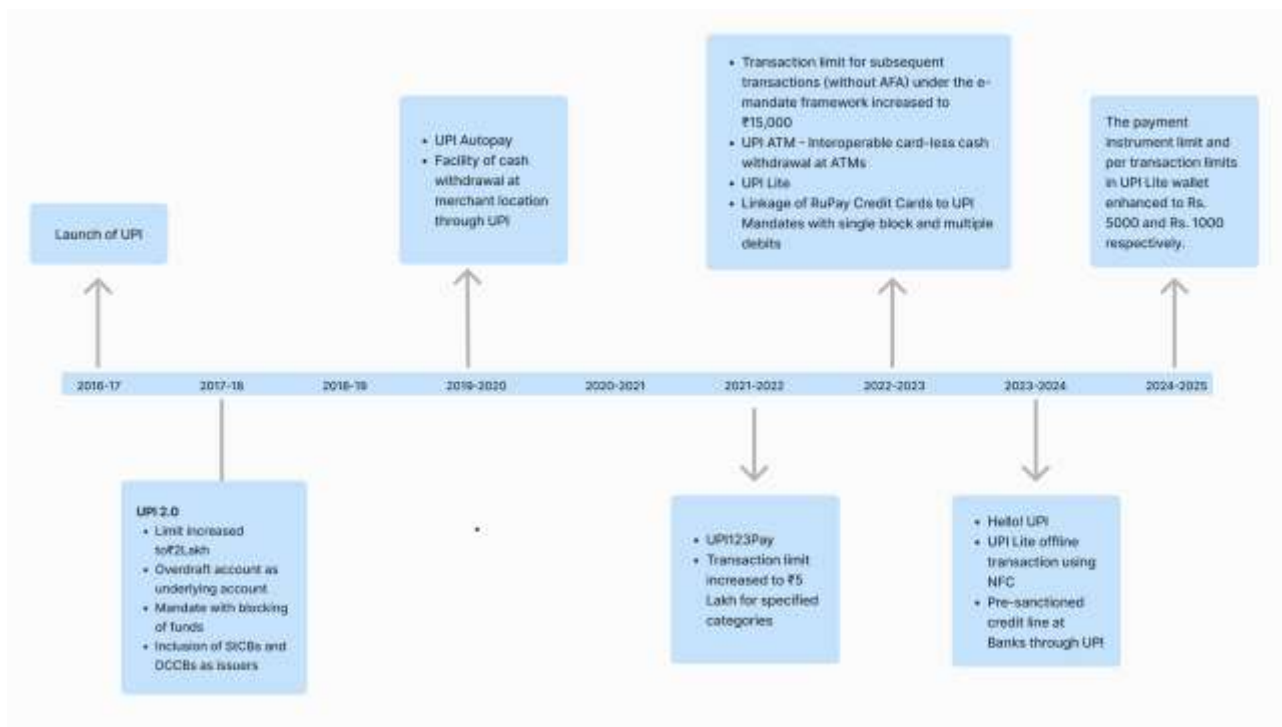 • Transaction limit for subsequent
transactions (without AFA) under the e-
mandate framework increased to
₹15,000
• UPI ATM - Interoperable card-less cash
withdrawal at ATMs
• UPI Lite
• Linkage of RuPay Credit Cards to UPI
Mandates with single block and multiple
debits
• UPI Autopay
• Facility of cash
withdrawal at
merchant location
through UPI
The payment
instrument limit and
per transaction limits
in UPI Lite wallet
enhanced to Rs.
5000 and Rs. 1000
respectively.
Launch of UPI
2016-17
2017-18
2018-19
2019-2020
2020-2021
2021-2022
2022-2023
2023-2024
2024-2025
UPI 2.0
• Limit increased
to₹2Lakh
• Overdraft account as
underlying account
• Mandate with blocking
of funds
• Inclusion of StCBs and
DCCBs as issuers
• UPI123Pay
• Transaction limit
increased to ₹5
Lakh for specified
categories
• Hello! UPI
• UPI Lite offline
transaction using
NFC
• Pre-sanctioned
credit line at
Banks through UPI